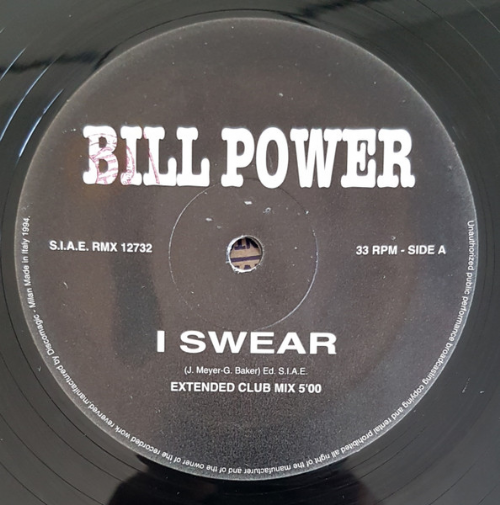 BILL POWER
S.I.A.E. RMX 12732
33 RPM - SIDE A
I SWEAR
(J. Meyer-G. Baker) Ed. S.I.A.E.
EXTENDED CLUB MIX 5'00
Unauthorized public performance broadcasting copying and rental prohibited all right of the manufacturer and of the owner of the recorded work reverved.manifactured by Discomagic - Milan Made in Italy 1994.